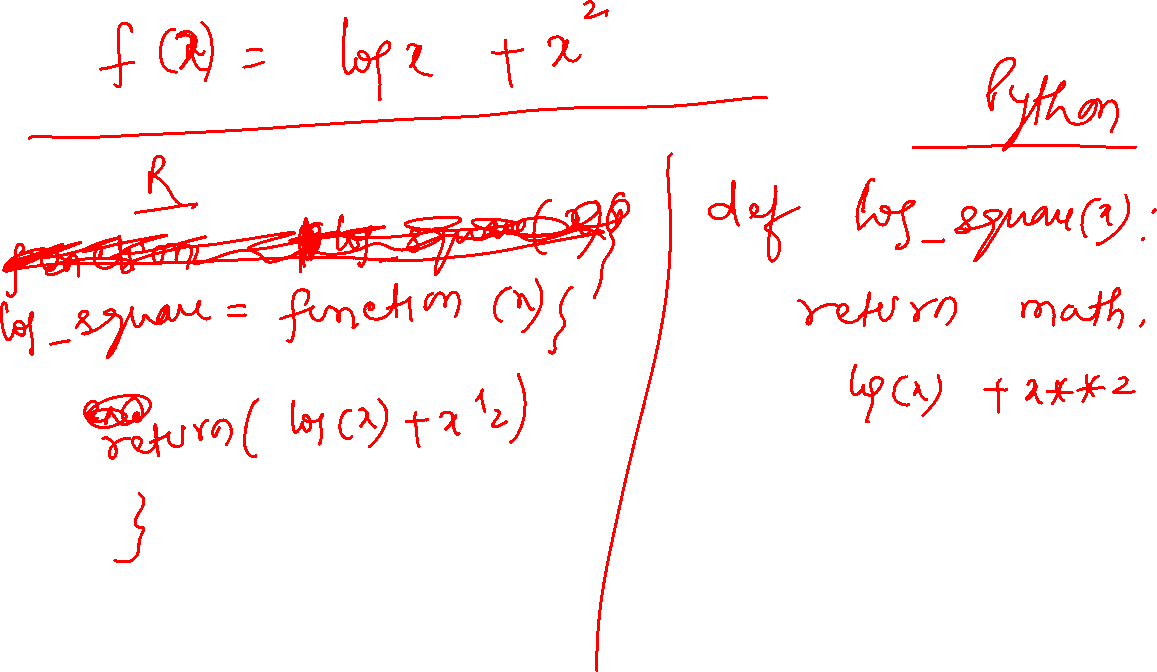 f(x) = log x + x²
R
log_square = function (x) {
return( log(x) + x^2)
}
Python
def log_square(x):
return math.
log(x) + x**2